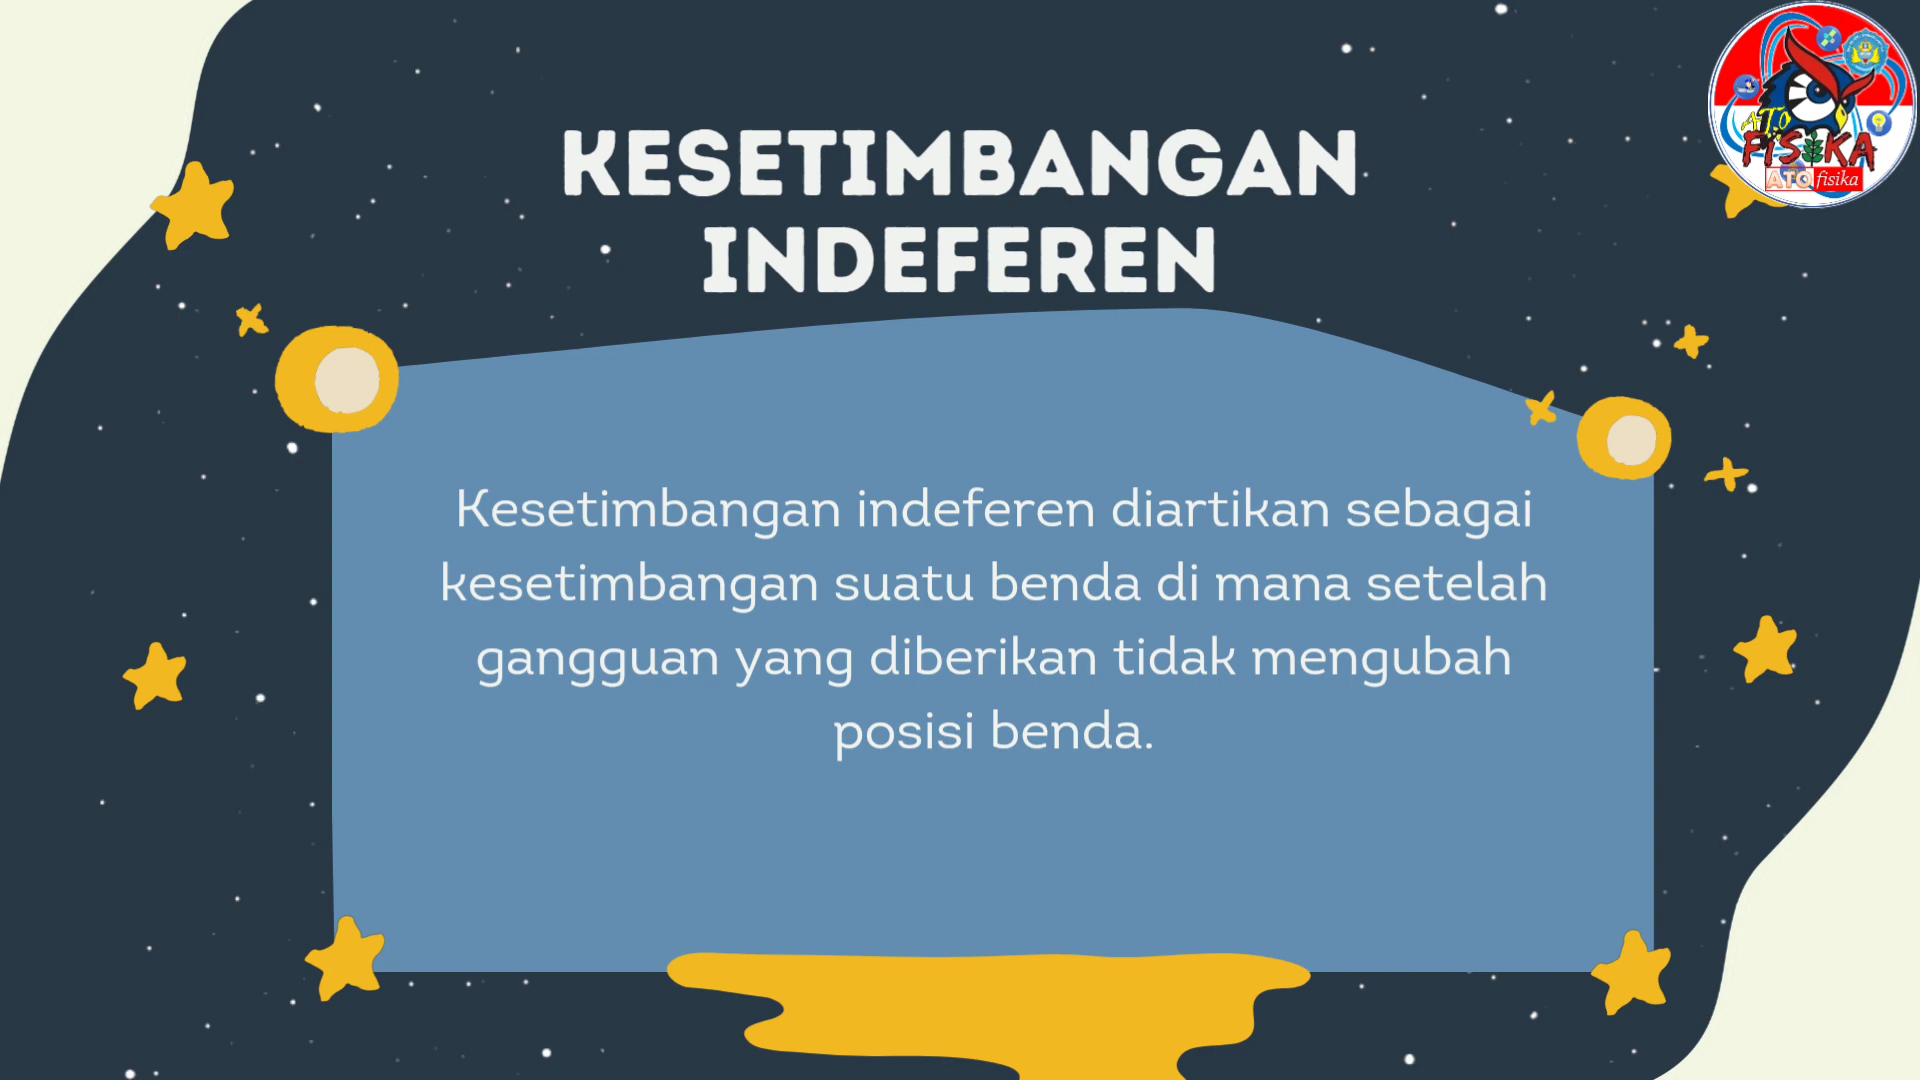 KESETIMBANGAN
INDEFEREN
Kesetimbangan indeferen diartikan sebagai
kesetimbangan suatu benda di mana setelah
gangguan yang diberikan tidak mengubah
posisi benda.
ATO
FISIKA
ATO fisika